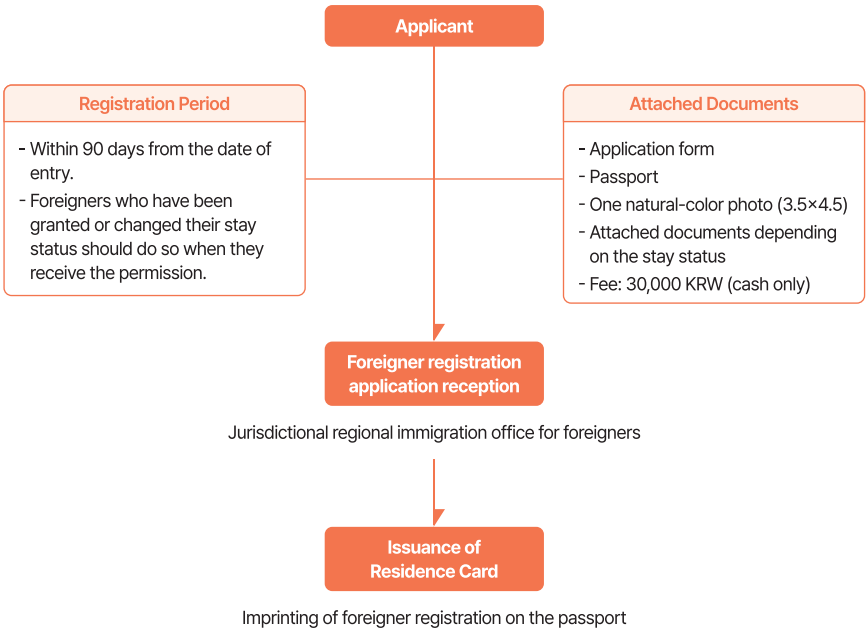 Applicant
Registration Period
- Within 90 days from the date of
entry.
- Foreigners who have been
granted or changed their stay
status should do so when they
receive the permission.
Attached Documents
- Application form
- Passport
- One natural-color photo (3.5×4.5)
- Attached documents depending
on the stay status
- Fee: 30,000 KRW (cash only)
Foreigner registration
application reception
Jurisdictional regional immigration office for foreigners
Issuance of
Residence Card
Imprinting of foreigner registration on the passport